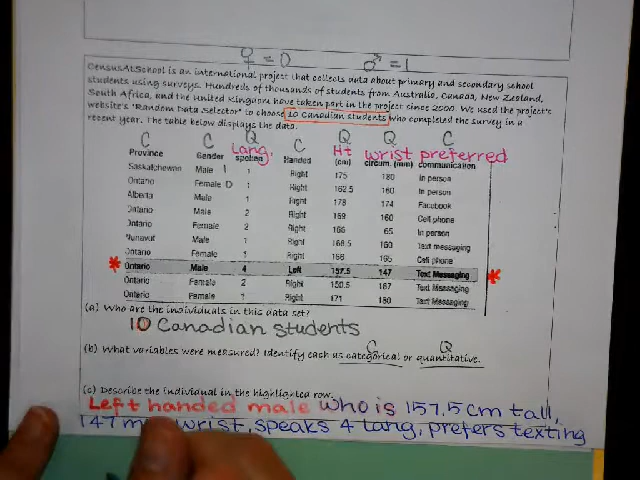 ♀ = 0 ♂ = 1
CensusAtSchool is an international project that collects data about primary and secondary school
students using surveys. Hundreds of thousands of students from Australia, Canada, New Zealand,
South Africa, and the United Kingdom have taken part in the project since 2000. We used the project's
website's "Random Data Selector" to choose 10 Canadian students who completed the survey in a
recent year. The table below displays the data.
C C Q C Q Q C
Province Gender Lang. spoken Handed Ht (cm) wrist circum. (mm) preferred communication
Saskatchewan Male 1 1 Right 175 180 In person
Ontario Female 0 1 Right 162.5 160 In person
Alberta Male 1 Right 178 174 Facebook
Ontario Male 2 Right 169 160 Cell phone
Ontario Female 2 Right 166 65 In person
Nunavut Male 1 Right 168.5 160 Text messaging
Ontario Female 1 Right 166 165 Cell phone
* Ontario Male 4 Left 157.5 147 Text Messaging *
Ontario Female 2 Right 150.5 187 Text Messaging
Ontario Female 1 Right 171 180 Text Messaging
(a) Who are the individuals in this data set?
10 Canadian students
C Q
(b) What variables were measured? Identify each as categorical or quantitative.
(c) Describe the individual in the highlighted row.
Left handed male who is 157.5 cm tall,
147 m wrist, speaks 4 lang, prefers texting